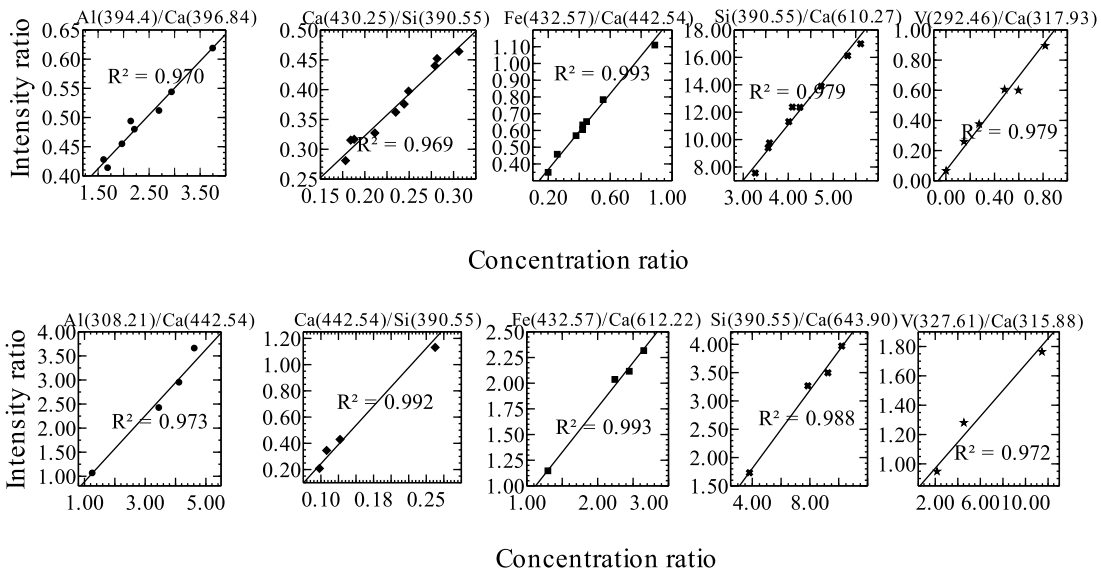 Al(394.4)/Ca(396.84)
Ca(430.25)/Si(390.55)
Fe(432.57)/Ca(442.54)
Si(390.55)/Ca(610.27)
V(292.46)/Ca(317.93)
Intensity ratio
0.65
0.60
0.55
0.50
0.45
0.40
R² = 0.970
1.50 2.50 3.50
0.50
0.45
0.40
0.35
0.30
0.25
R² = 0.969
0.15 0.20 0.25 0.30
1.10
1.00
0.90
0.80
0.70
0.60
0.50
0.40
R² = 0.993
0.20 0.60 1.00
18.00
16.00
14.00
12.00
10.00
8.00
R² = 0.979
3.00 4.00 5.00
1.00
0.80
0.60
0.40
0.20
0.00
R² = 0.979
0.00 0.40 0.80
Concentration ratio
Al(308.21)/Ca(442.54)
Ca(442.54)/Si(390.55)
Fe(432.57)/Ca(612.22)
Si(390.55)/Ca(643.90)
V(327.61)/Ca(315.88)
Intensity ratio
4.00
3.50
3.00
2.50
2.00
1.50
1.00
R² = 0.973
1.00 3.00 5.00
1.20
1.00
0.80
0.60
0.40
0.20
R² = 0.992
0.10 0.18 0.25
2.50
2.25
2.00
1.75
1.50
1.25
1.00
R² = 0.993
1.00 2.00 3.00
4.00
3.50
3.00
2.50
2.00
1.50
R² = 0.988
4.00 8.00
1.80
1.60
1.40
1.20
1.00
R² = 0.972
2.00 6.00 10.00
Concentration ratio